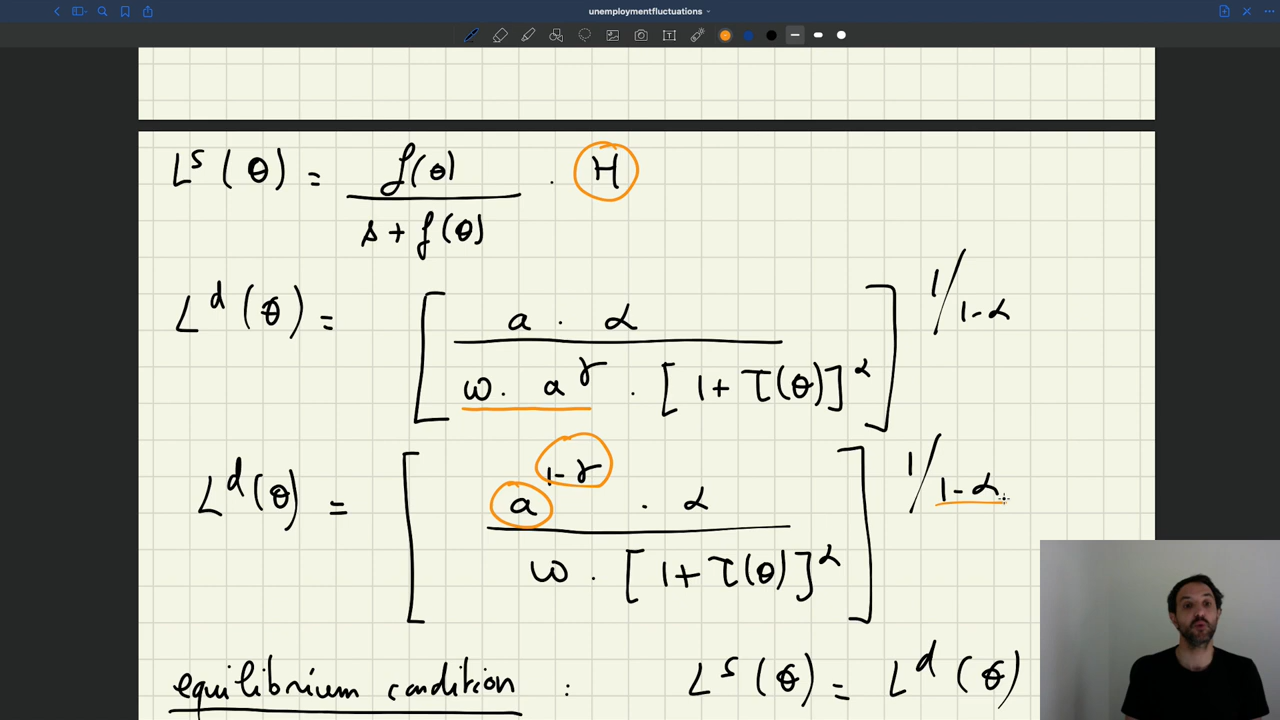 unemploymentfluctuations
L^s(θ) = f(θ) / (s + f(θ)) · H
L^d(θ) = [ a · α / (ω · a^γ · [1 + τ(θ)]^α) ]^{1/1-α}
L^d(θ) = [ a^{1-γ} · α / (ω · [1 + τ(θ)]^α) ]^{1/1-α}
equilibrium condition : L^s(θ) = L^d(θ)